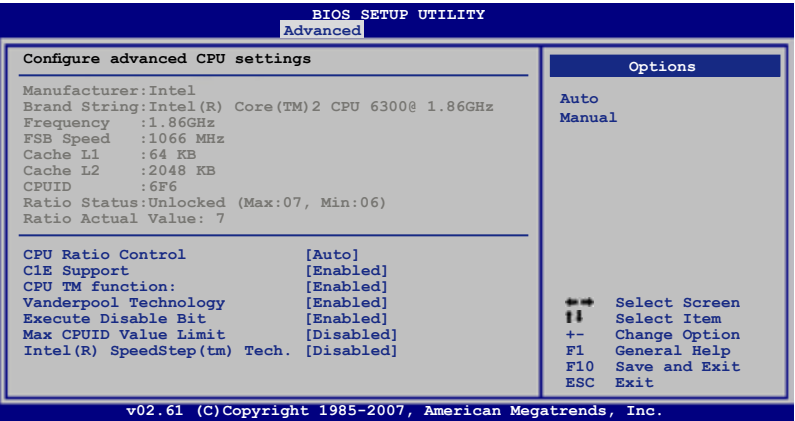 BIOS SETUP UTILITY
Advanced
Configure advanced CPU settings
Manufacturer:Intel
Brand String:Intel(R) Core(TM)2 CPU 6300@ 1.86GHz
Frequency :1.86GHz
FSB Speed :1066 MHz
Cache L1 :64 KB
Cache L2 :2048 KB
CPUID :6F6
Ratio Status:Unlocked (Max:07, Min:06)
Ratio Actual Value: 7
CPU Ratio Control [Auto]
C1E Support [Enabled]
CPU TM function: [Enabled]
Vanderpool Technology [Enabled]
Execute Disable Bit [Enabled]
Max CPUID Value Limit [Disabled]
Intel(R) SpeedStep(tm) Tech. [Disabled]
Options
Auto
Manual
←→ Select Screen
↑↓ Select Item
+- Change Option
F1 General Help
F10 Save and Exit
ESC Exit
v02.61 (C)Copyright 1985-2007, American Megatrends, Inc.